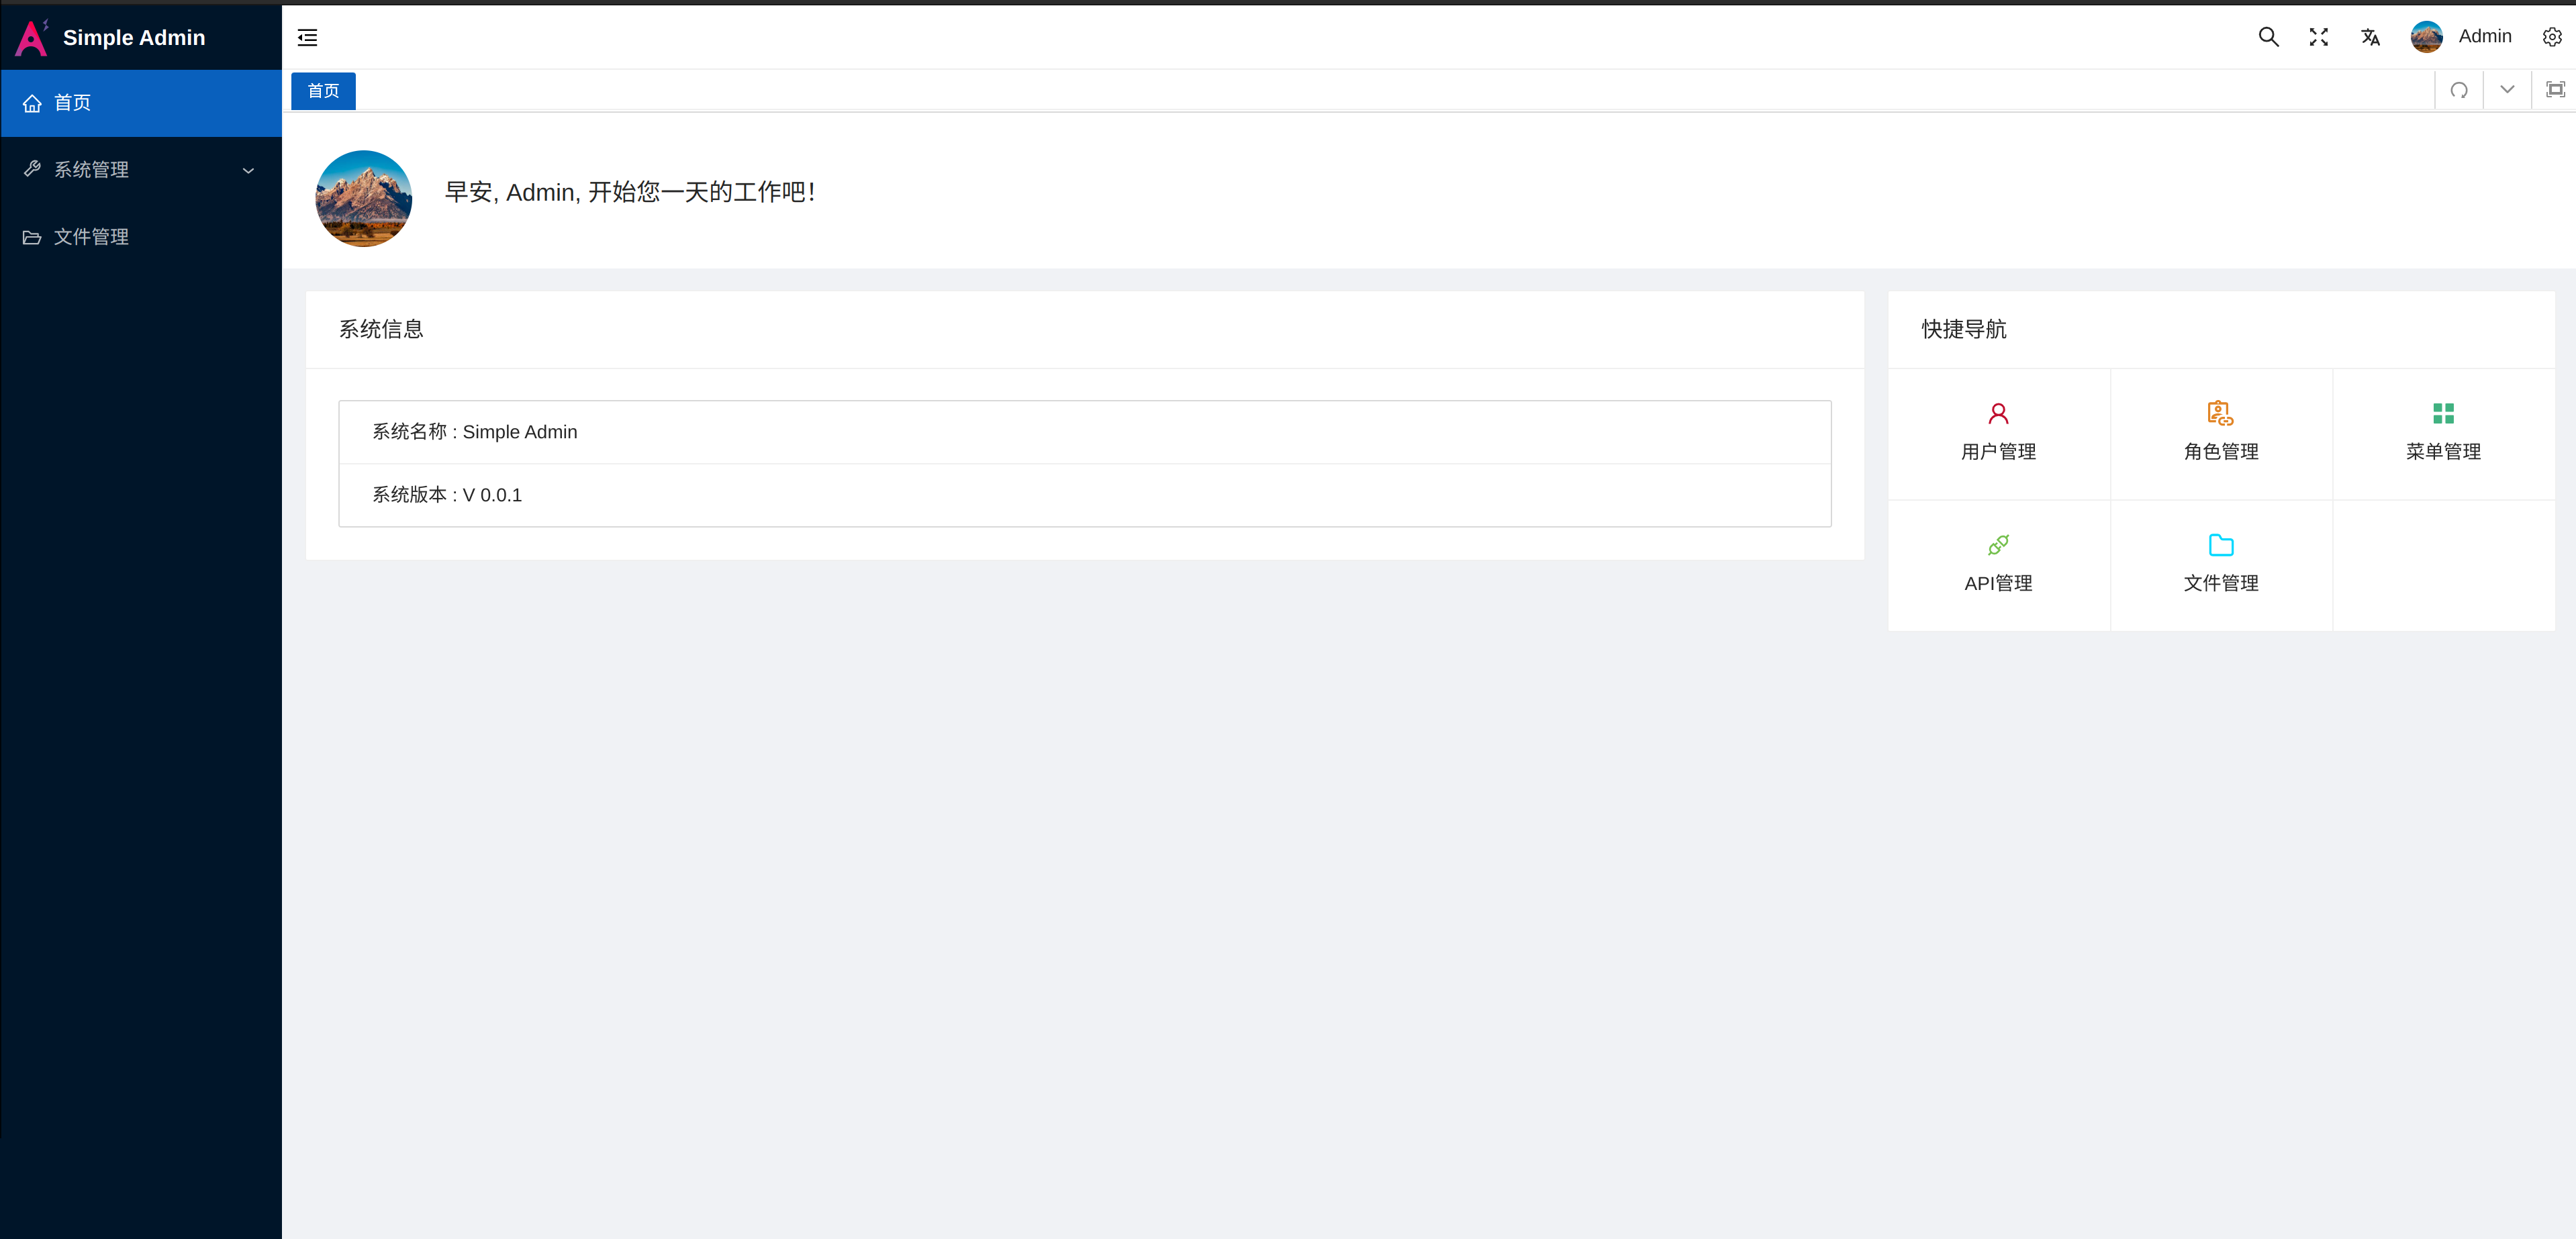 Simple Admin
Admin
首页
首页
系统管理
文件管理
早安, Admin, 开始您一天的工作吧!
系统信息
系统名称 : Simple Admin
系统版本 : V 0.0.1
快捷导航
用户管理
角色管理
菜单管理
API管理
文件管理